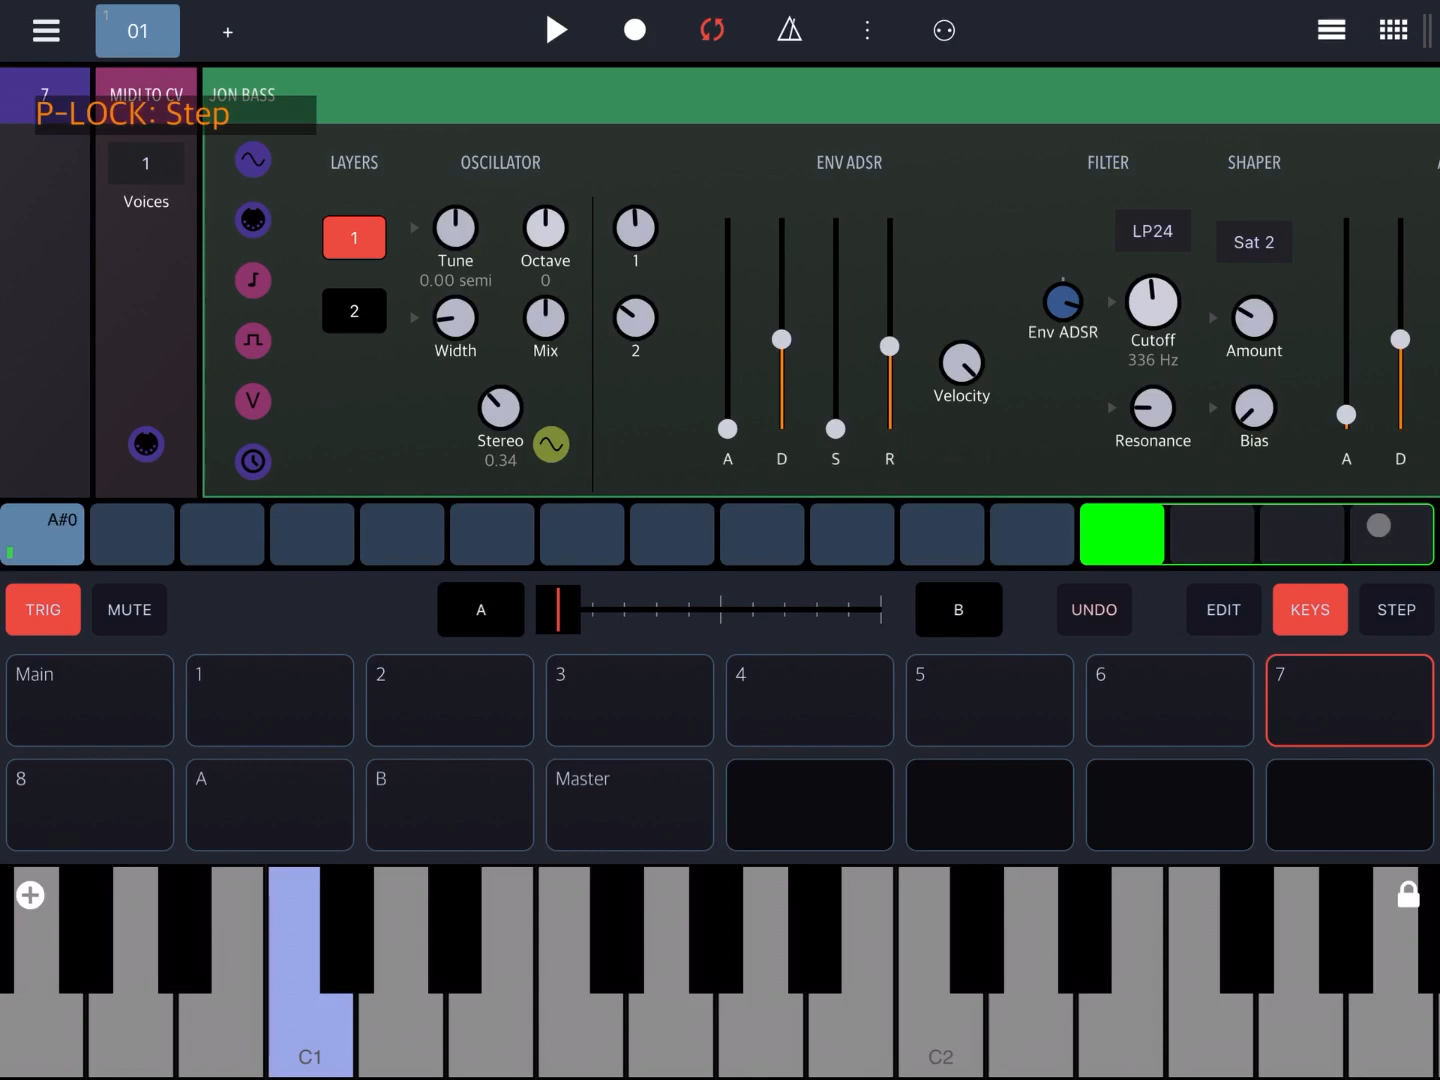 1
01
+
7
MIDI TO CV
JON BASS
P-LOCK: Step
1
Voices
LAYERS
OSCILLATOR
ENV ADSR
FILTER
SHAPER
1
2
Tune
0.00 semi
Octave
0
Width
Mix
Stereo
0.34
1
2
A
D
S
R
Velocity
Env ADSR
LP24
Cutoff
336 Hz
Resonance
Sat 2
Amount
Bias
A
D
V
A#0
TRIG
MUTE
A
B
UNDO
EDIT
KEYS
STEP
Main
1
2
3
4
5
6
7
8
A
B
Master
C1
C2